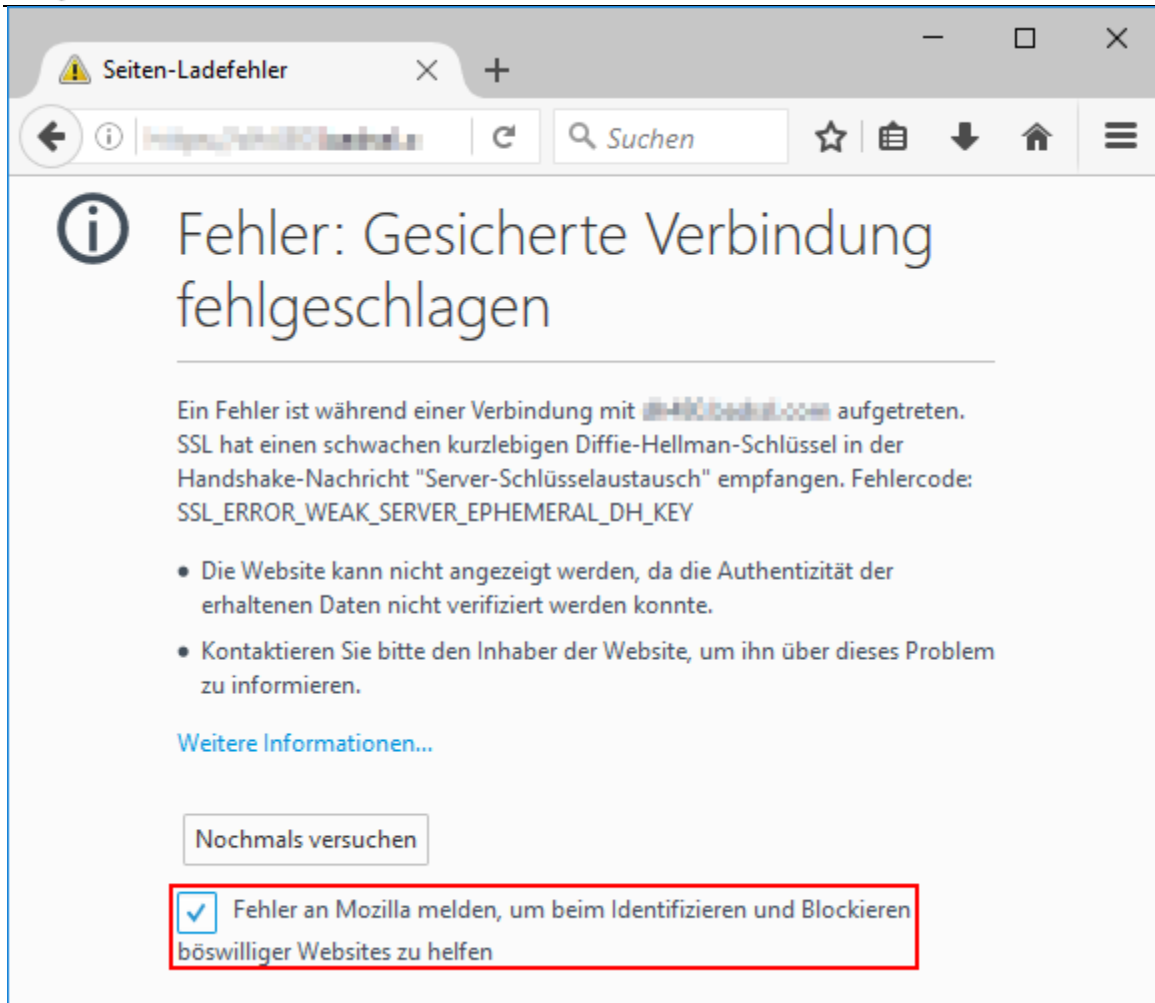 Seiten-Ladefehler
Suchen
Fehler: Gesicherte Verbindung
fehlgeschlagen
Ein Fehler ist während einer Verbindung mit aufgetreten.
SSL hat einen schwachen kurzlebigen Diffie-Hellman-Schlüssel in der
Handshake-Nachricht "Server-Schlüsselaustausch" empfangen. Fehlercode:
SSL_ERROR_WEAK_SERVER_EPHEMERAL_DH_KEY
• Die Website kann nicht angezeigt werden, da die Authentizität der
erhaltenen Daten nicht verifiziert werden konnte.
• Kontaktieren Sie bitte den Inhaber der Website, um ihn über dieses Problem
zu informieren.
Weitere Informationen...
Nochmals versuchen
Fehler an Mozilla melden, um beim Identifizieren und Blockieren
böswilliger Websites zu helfen